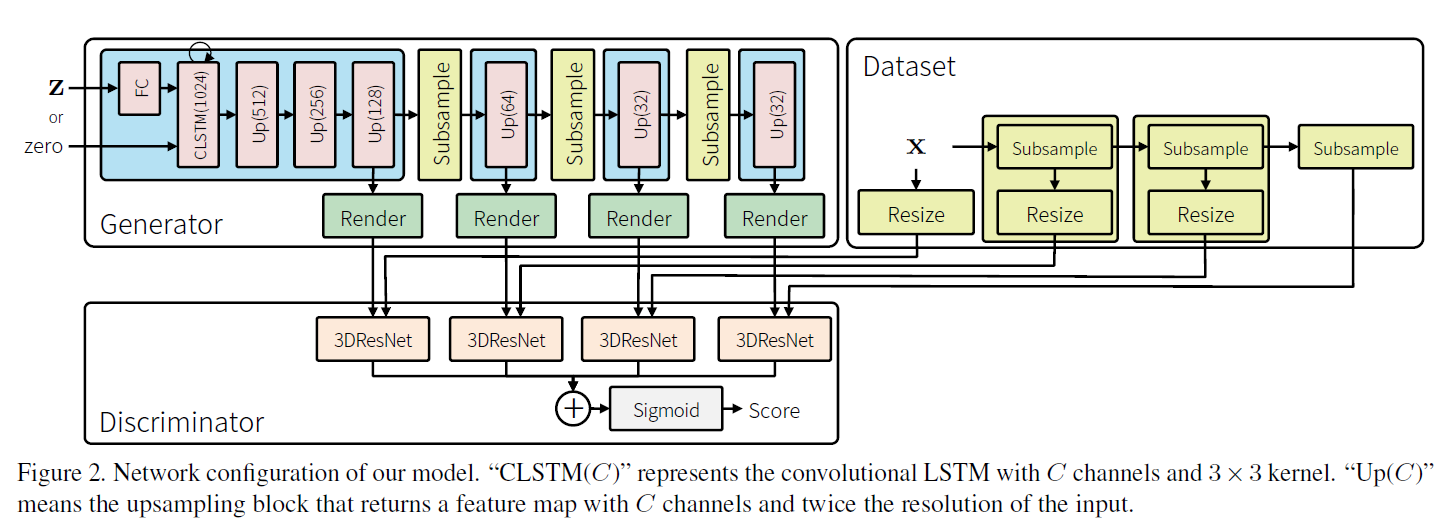 z
or
zero
FC
CLSTM(1024)
Up(512)
Up(256)
Up(128)
Subsample
Up(64)
Subsample
Up(32)
Subsample
Up(32)
Render
Render
Render
Render
Generator
Dataset
x
Subsample
Subsample
Subsample
Resize
Resize
Resize
3DResNet
3DResNet
3DResNet
3DResNet
+
Sigmoid
Score
Discriminator
Figure 2. Network configuration of our model. “CLSTM(C)” represents the convolutional LSTM with C channels and 3 × 3 kernel. “Up(C)”
means the upsampling block that returns a feature map with C channels and twice the resolution of the input.